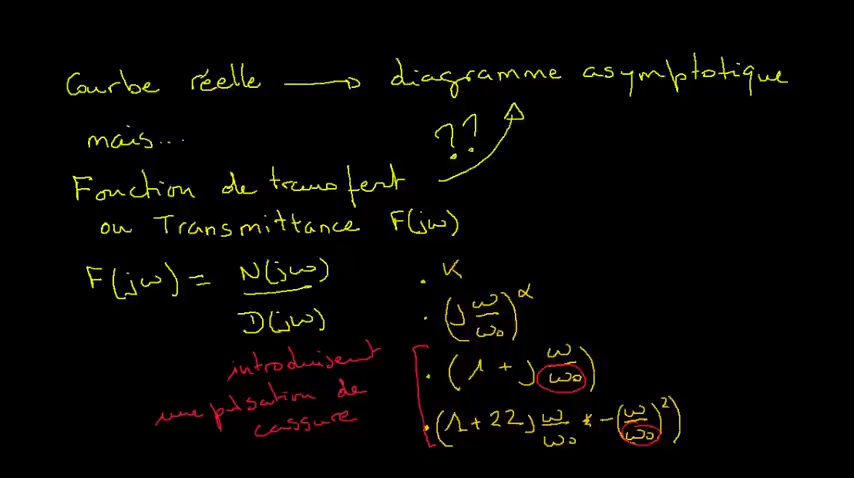 Courbe réelle → diagramme asymptotique
mais...
??
Fonction de transfert
ou Transmittance F(jω)
F(jω) = N(jω) / D(jω)
. K
. (j ω/ω0)^α
. (1 + j ω/ω0)
. (1 + 2zj ω/ω0 - (ω/ω0)^2)
introduisent
une pulsation de
cassure